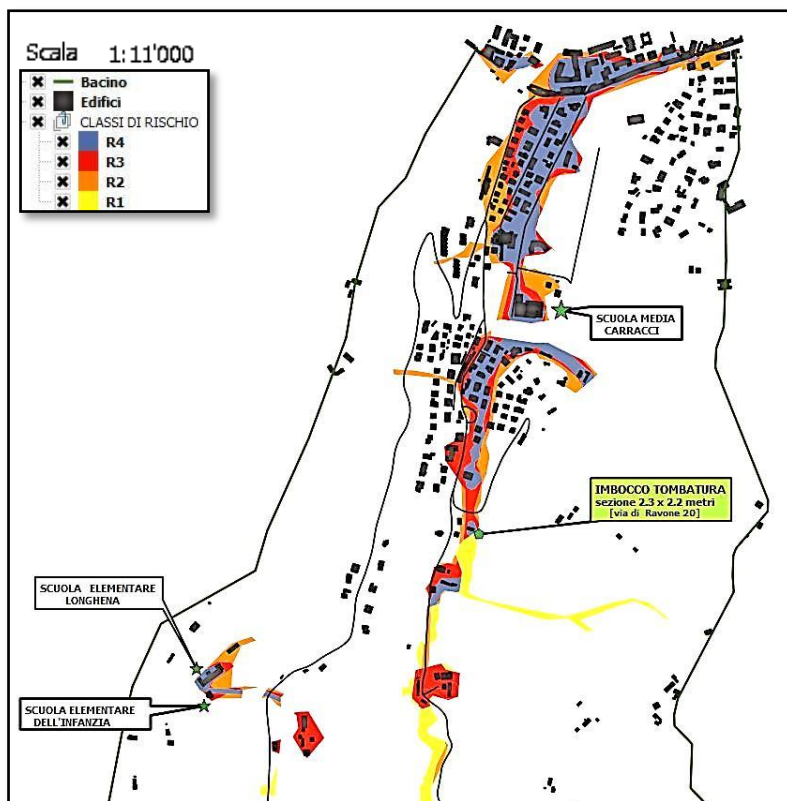 Scala 1:11'000
Bacino
Edifici
CLASSI DI RISCHIO
R4
R3
R2
R1
SCUOLA MEDIA
CARRACCI
IMBOCCO TOMBATURA
sezione 2.3 x 2.2 metri
[via di Ravone 20]
SCUOLA ELEMENTARE
LONGHENA
SCUOLA ELEMENTARE
DELL'INFANZIA